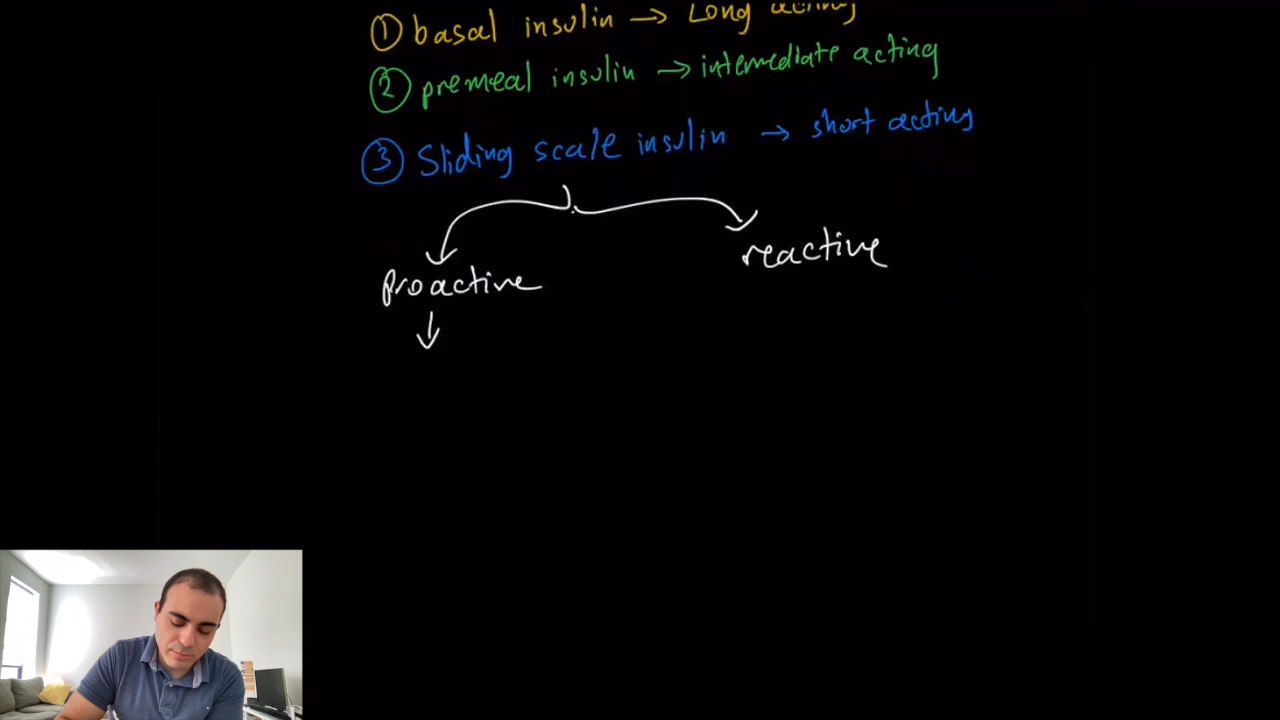 ① basal insulin → Long acting
② premeal insulin → intermediate acting
③ Sliding scale insulin → short acting
Proactive
reactive